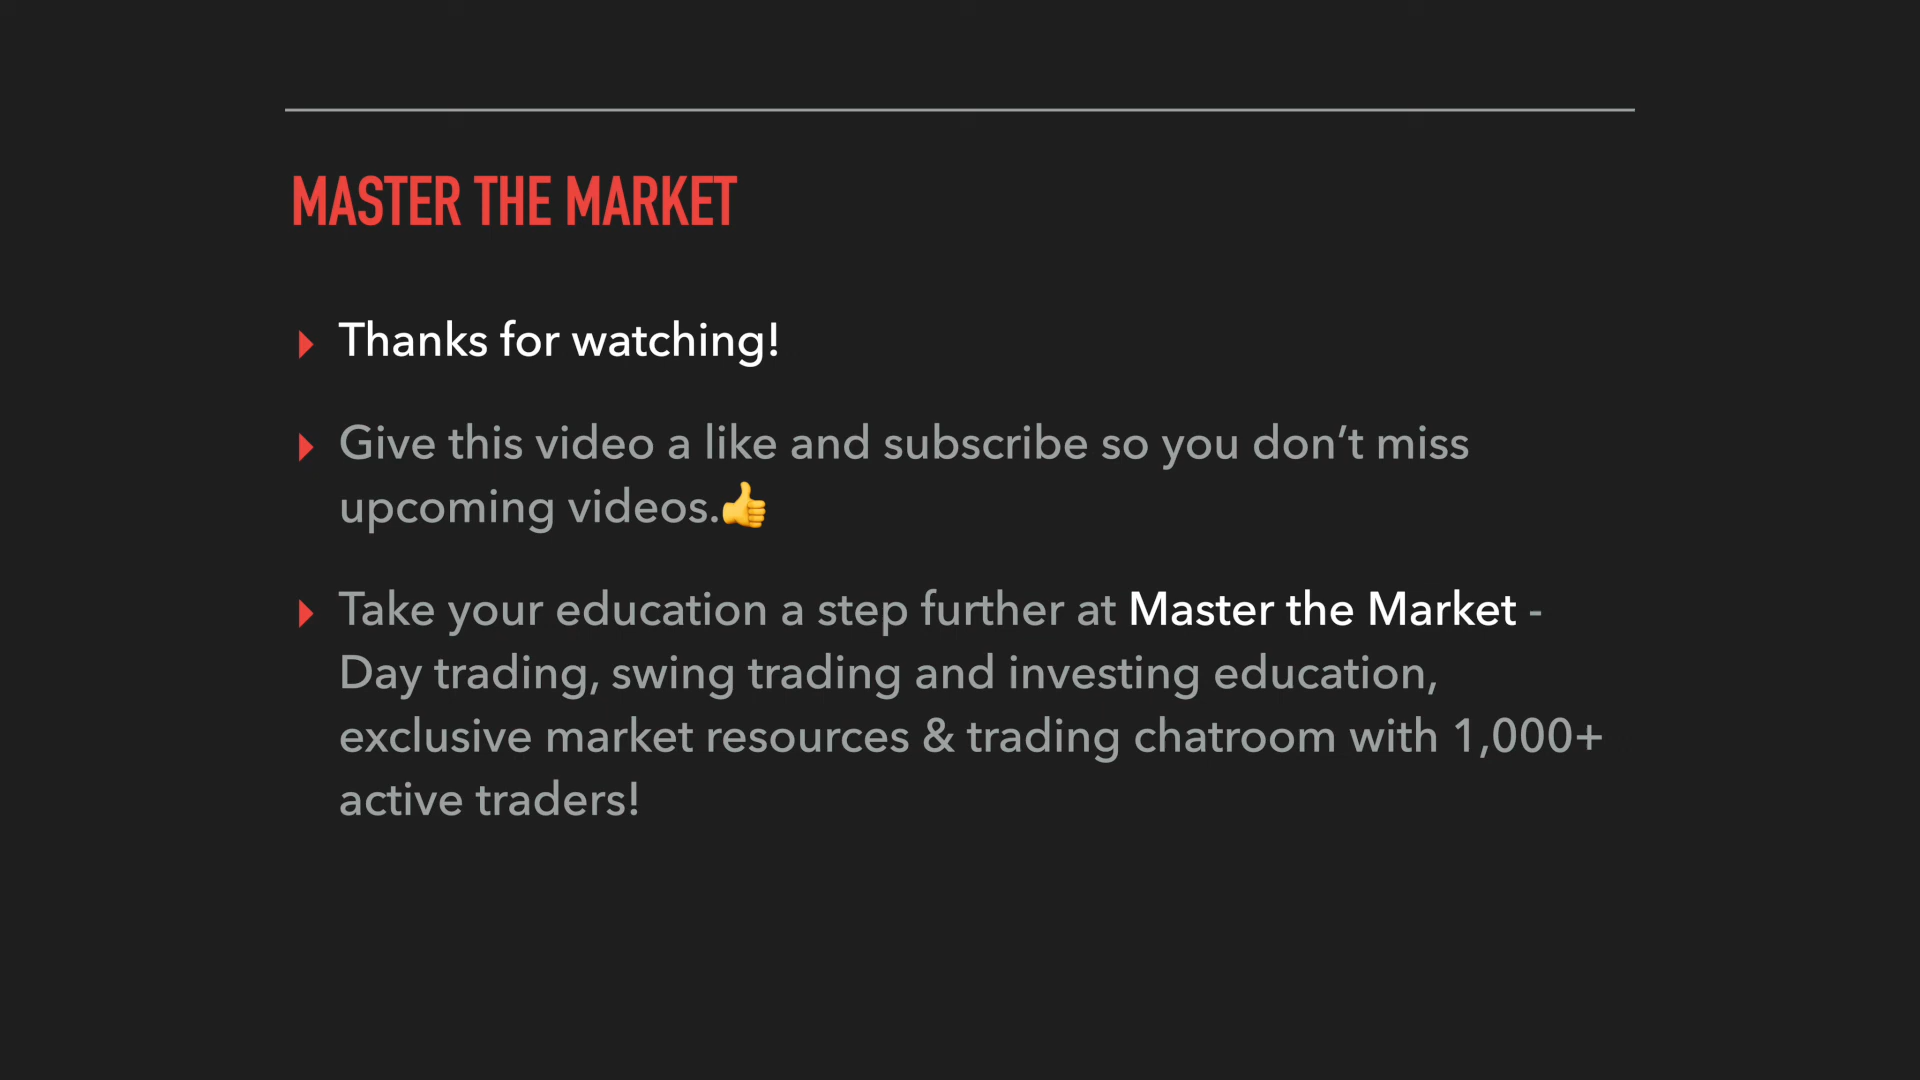 MASTER THE MARKET
Thanks for watching!
Give this video a like and subscribe so you don’t miss
upcoming videos.👍
Take your education a step further at Master the Market -
Day trading, swing trading and investing education,
exclusive market resources & trading chatroom with 1,000+
active traders!